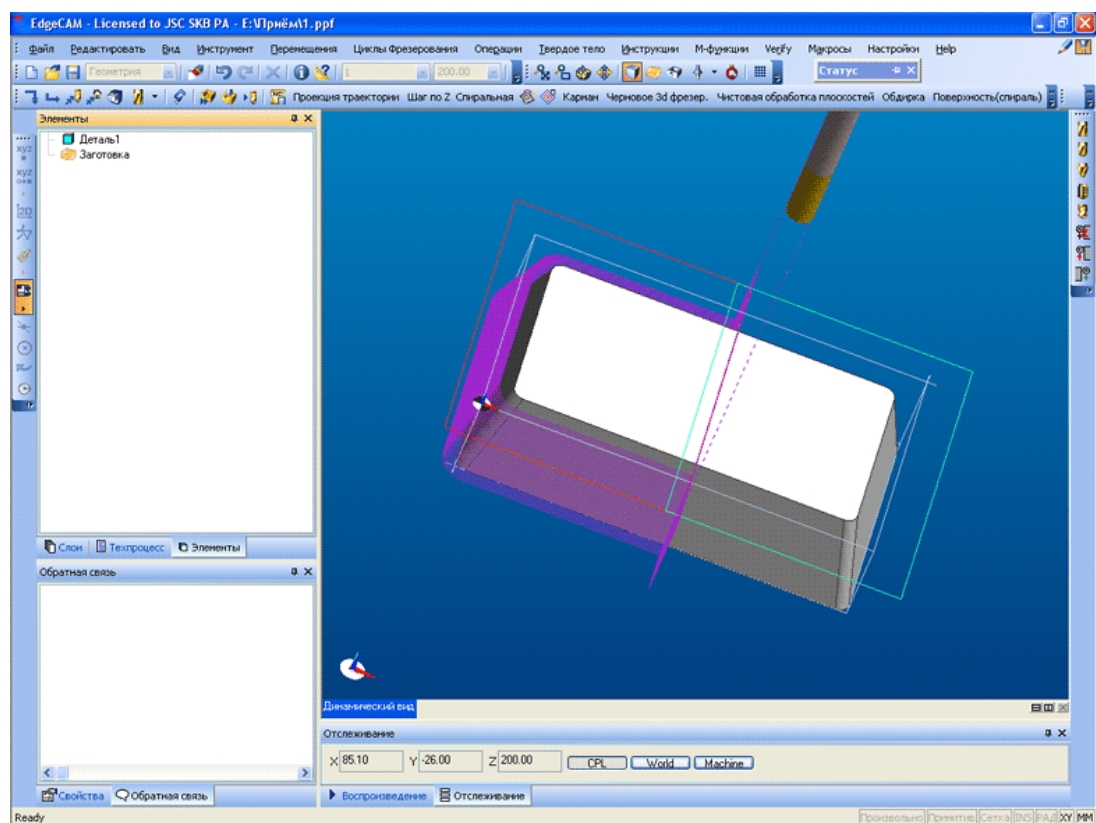 EdgeCAM - Licensed to JSC SKB PA - E:\Приём\1.ppf
Файл Редактировать Вид Инструмент Перемещения Циклы Фрезерования Операции Твердое тело Инструкции М-функции Verify Макросы Настройки Help
Геометрия 1 200.00 Статус
Проекция траектории Шаг по Z Спиральная Карман Черновое 3d фрезер. Чистовая обработка плоскостей Обдирка Поверхность(спираль)
Элементы
Деталь1
Заготовка
xyz
xyz
2D
Слои Техпроцесс Элементы
Обратная связь
Динамический вид
Отслеживание
X 85.10 Y -26.00 Z 200.00 CPL World Machine
Свойства Обратная связь Воспроизведение Отслеживание
Ready Произвольно Примитив Сетка INS РАД XY MM